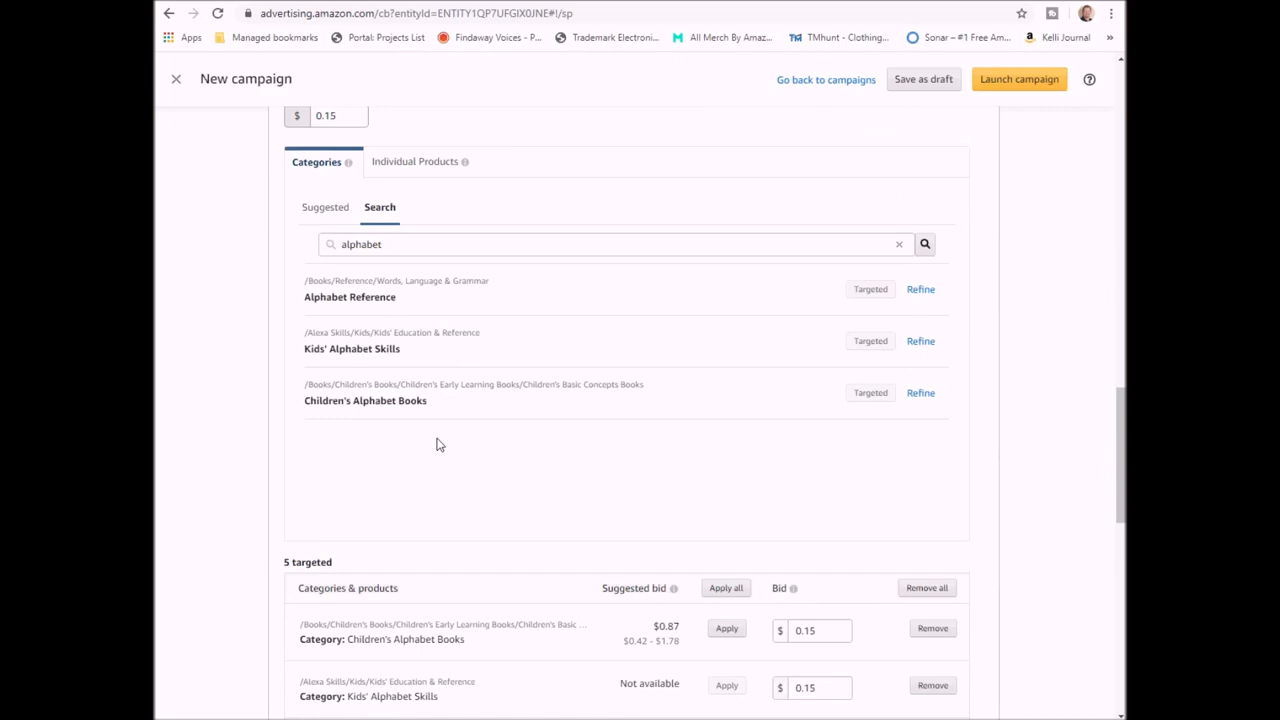 advertising.amazon.com/cb?entityId=ENTITY1QP7UFGIX0JNE#!/sp
Apps Managed bookmarks Portal: Projects List Findaway Voices - P... Trademark Electroni... All Merch By Amaz... TMhunt - Clothing,... Sonar – #1 Free Am... Kelli Journal »
New campaign Go back to campaigns Save as draft Launch campaign
$ 0.15
Categories Individual Products
Suggested Search
alphabet
/Books/Reference/Words, Language & Grammar
Alphabet Reference Targeted Refine
/Alexa Skills/Kids/Kids' Education & Reference
Kids' Alphabet Skills Targeted Refine
/Books/Children's Books/Children's Early Learning Books/Children's Basic Concepts Books
Children's Alphabet Books Targeted Refine
5 targeted
Categories & products Suggested bid Apply all Bid Remove all
/Books/Children's Books/Children's Early Learning Books/Children's Basic ... $0.87 Apply $ 0.15 Remove
Category: Children's Alphabet Books $0.42 - $1.78
/Alexa Skills/Kids/Kids' Education & Reference Not available Apply $ 0.15 Remove
Category: Kids' Alphabet Skills